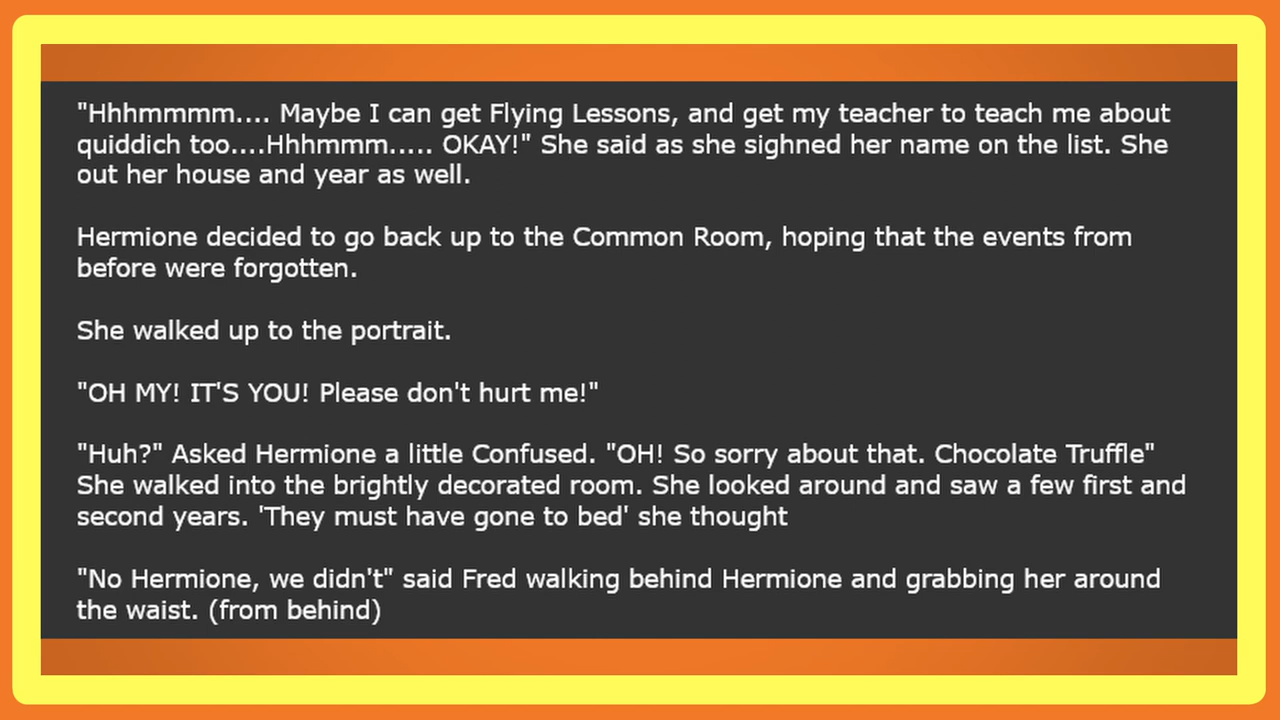 "Hhhmmmm.... Maybe I can get Flying Lessons, and get my teacher to teach me about
quiddich too....Hhhmmm..... OKAY!" She said as she sighned her name on the list. She
out her house and year as well.
Hermione decided to go back up to the Common Room, hoping that the events from
before were forgotten.
She walked up to the portrait.
"OH MY! IT'S YOU! Please don't hurt me!"
"Huh?" Asked Hermione a little Confused. "OH! So sorry about that. Chocolate Truffle"
She walked into the brightly decorated room. She looked around and saw a few first and
second years. 'They must have gone to bed' she thought
"No Hermione, we didn't" said Fred walking behind Hermione and grabbing her around
the waist. (from behind)